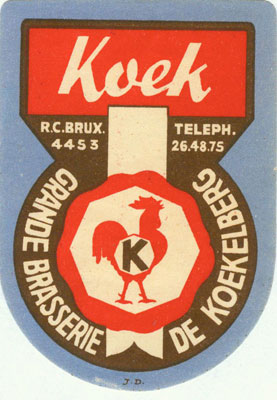 Koek
R.C.BRUX. TELEPH.
4453 26.48.75
GRANDE BRASSERIE DE KOEKELBERG
K
J.D.